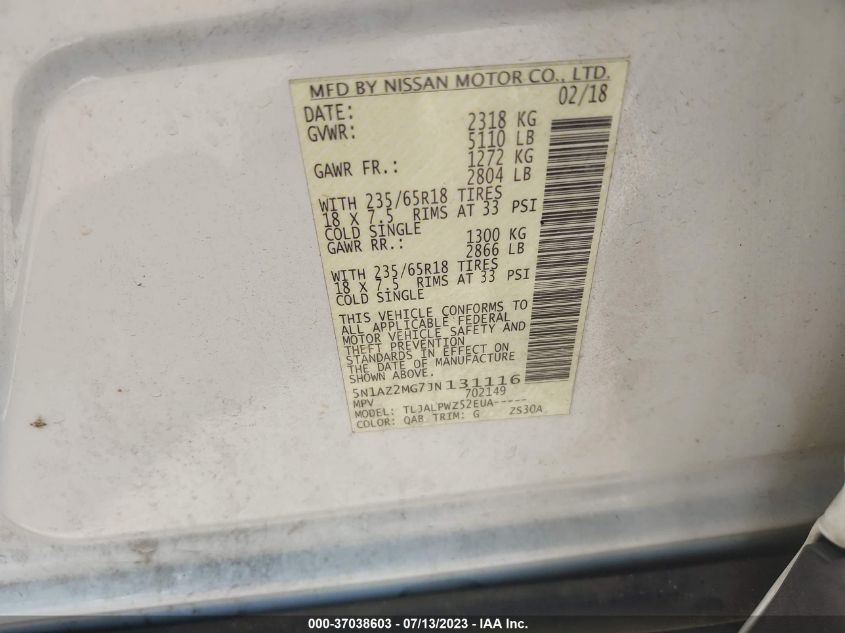 MFD BY NISSAN MOTOR CO., LTD.
DATE: 02/18
GVWR: 2318 KG
5110 LB
GAWR FR.: 1272 KG
2804 LB
WITH 235/65R18 TIRES
18 X 7.5 RIMS AT 33 PSI
COLD SINGLE
GAWR RR.: 1300 KG
2866 LB
WITH 235/65R18 TIRES
18 X 7.5 RIMS AT 33 PSI
COLD SINGLE
THIS VEHICLE CONFORMS TO
ALL APPLICABLE FEDERAL
MOTOR VEHICLE SAFETY AND
THEFT PREVENTION
STANDARDS IN EFFECT ON
THE DATE OF MANUFACTURE
SHOWN ABOVE.
5N1AZ2MG7JN131116
MPV 702149
MODEL: TLJALPWZ52EUA-----
COLOR: QAB TRIM: G ZS30A
000-37038603 - 07/13/2023 - IAA Inc.